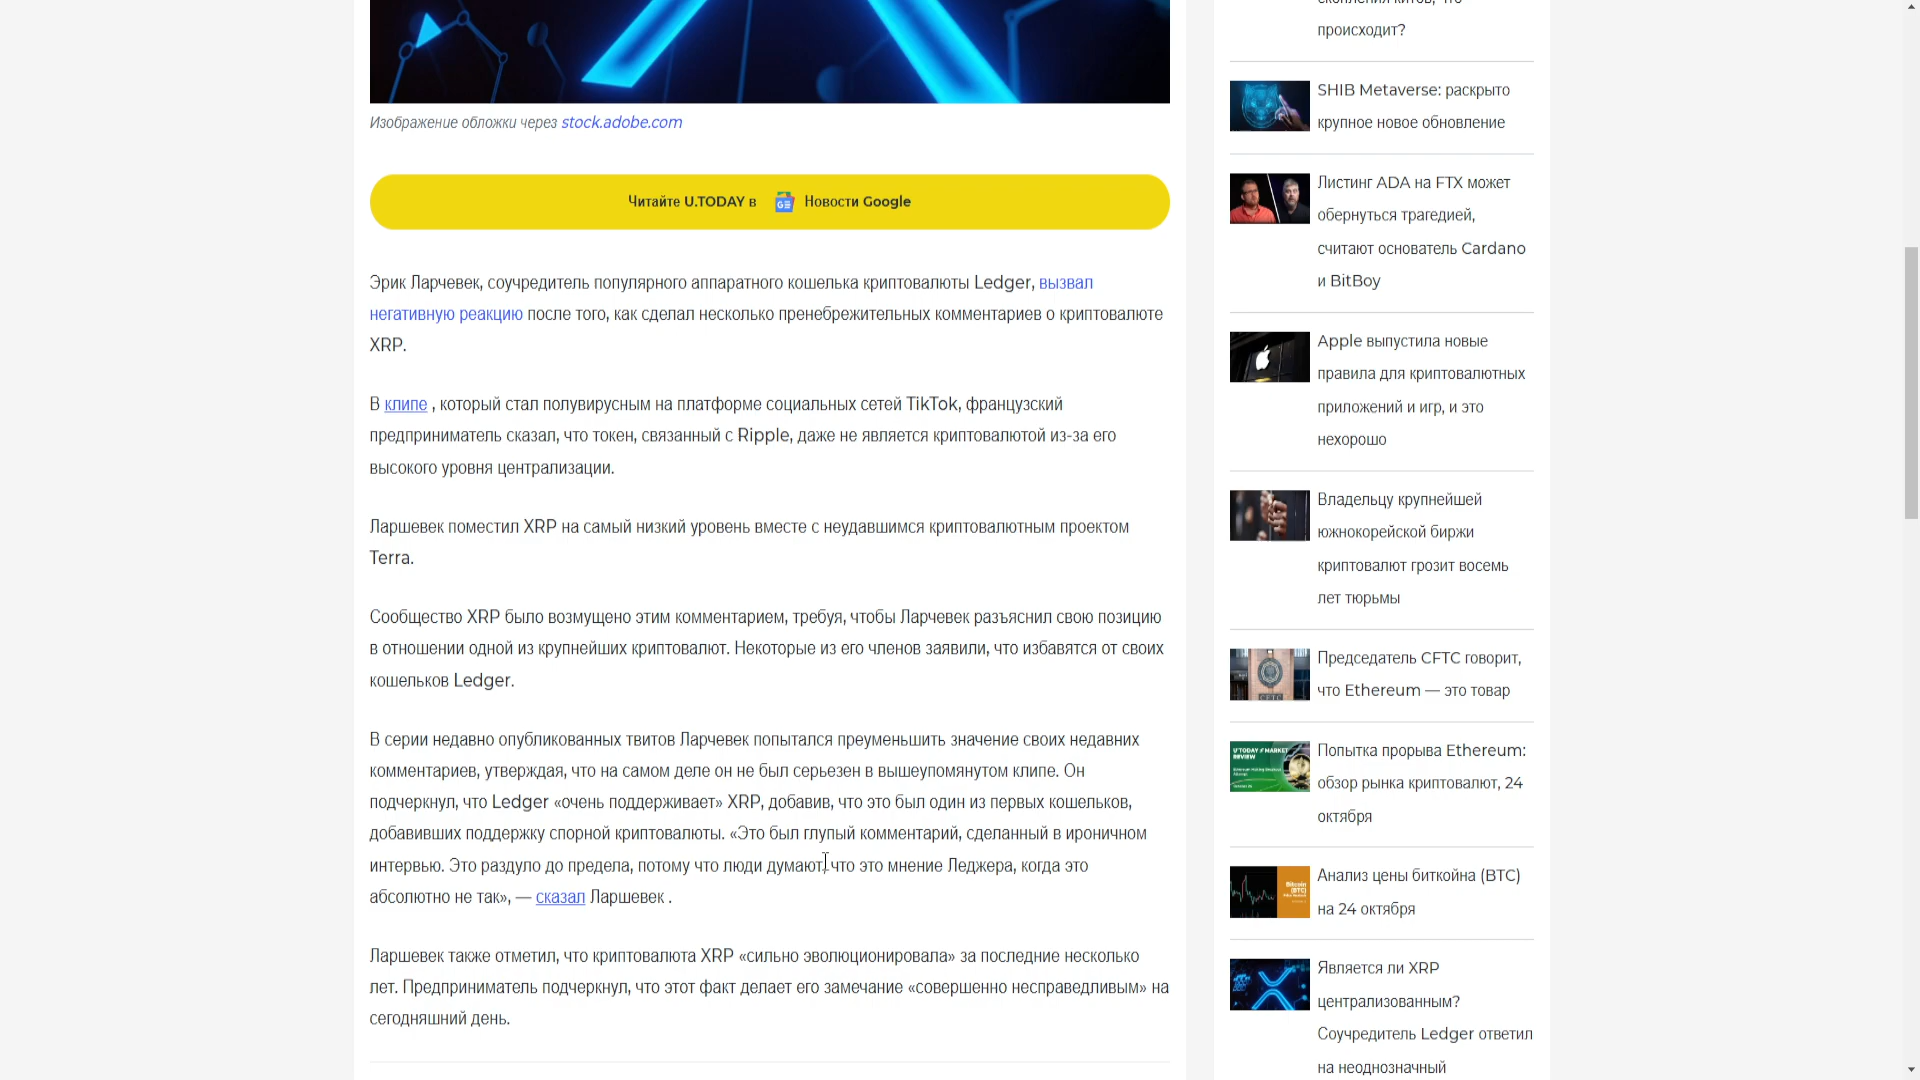 Изображение обложки через stock.adobe.com
Читайте U.TODAY в Новости Google
Эрик Ларчевек, соучредитель популярного аппаратного кошелька криптовалюты Ledger, вызвал
негативную реакцию после того, как сделал несколько пренебрежительных комментариев о криптовалюте
XRP.
В клипе , который стал полувирусным на платформе социальных сетей TikTok, французский
предприниматель сказал, что токен, связанный с Ripple, даже не является криптовалютой из-за его
высокого уровня централизации.
Ларшевек поместил XRP на самый низкий уровень вместе с неудавшимся криптовалютным проектом
Terra.
Сообщество XRP было возмущено этим комментарием, требуя, чтобы Ларчевек разъяснил свою позицию
в отношении одной из крупнейших криптовалют. Некоторые из его членов заявили, что избавятся от своих
кошельков Ledger.
В серии недавно опубликованных твитов Ларчевек попытался преуменьшить значение своих недавних
комментариев, утверждая, что на самом деле он не был серьезен в вышеупомянутом клипе. Он
подчеркнул, что Ledger «очень поддерживает» XRP, добавив, что это был один из первых кошельков,
добавивших поддержку спорной криптовалюты. «Это был глупый комментарий, сделанный в ироничном
интервью. Это раздуло до предела, потому что люди думают, что это мнение Леджера, когда это
абсолютно не так», — сказал Ларшевек .
Ларшевек также отметил, что криптовалюта XRP «сильно эволюционировала» за последние несколько
лет. Предприниматель подчеркнул, что этот факт делает его замечание «совершенно несправедливым» на
сегодняшний день.
происходит?
SHIB Metaverse: раскрыто
крупное новое обновление
Листинг ADA на FTX может
обернуться трагедией,
считают основатель Cardano
и BitBoy
Apple выпустила новые
правила для криптовалютных
приложений и игр, и это
нехорошо
Владельцу крупнейшей
южнокорейской биржи
криптовалют грозит восемь
лет тюрьмы
Председатель CFTC говорит,
что Ethereum — это товар
U'TODAY MARKET
REVIEW
Попытка прорыва Ethereum:
обзор рынка криптовалют, 24
октября
Bitcoin
(BTC)
Анализ цены биткойна (BTC)
на 24 октября
Является ли XRP
централизованным?
Соучредитель Ledger ответил
на неоднозначный